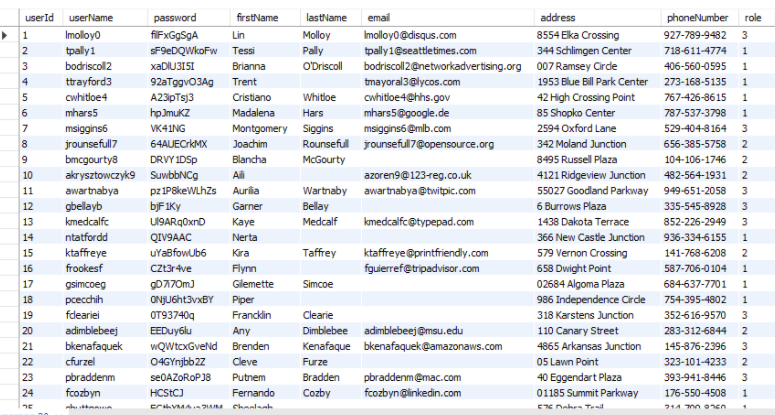 userId userName password firstName lastName email address phoneNumber role
1 lmolloy0 filFxGgSgA Lin Molloy lmolloy0@disqus.com 8554 Elka Crossing 927-789-9482 3
2 tpally1 sF9eDQWkoFw Tessi Pally tpally1@seattletimes.com 344 Schlimgen Center 718-611-4774 1
3 bodriscoll2 xaDlU3I5I Brianna O'Driscoll bodriscoll2@networkadvertising.org 007 Ramsey Circle 406-560-0595 1
4 ttrayford3 92aTggvO3Ag Trent tmayoral3@lycos.com 1953 Blue Bill Park Center 273-168-5135 1
5 cwhitloe4 A23ipTsj3 Cristiano Whitloe cwhitloe4@hhs.gov 42 High Crossing Point 767-426-8615 1
6 mhars5 hpJmuKZ Madalena Hars mhars5@google.de 85 Shopko Center 787-537-3798 1
7 msiggins6 VK41NG Montgomery Siggins msiggins6@mlb.com 2594 Oxford Lane 529-404-8164 3
8 jrounsefull7 64AUECrkMX Joachim Rounsefull jrounsefull7@opensource.org 342 Moland Junction 656-385-5758 2
9 bmcgourty8 DRVY1DSp Blancha McGourty 8495 Russell Plaza 104-106-1746 2
10 akrysztowczyk9 SuwbbNCg Aili azoren9@123-reg.co.uk 4121 Ridgeview Junction 482-564-1931 2
11 awartnabya pz1P8keWLhZs Aurilia Wartnaby awartnabya@twitpic.com 55027 Goodland Parkway 949-651-2058 3
12 gbellayb bjF1Ky Garner Bellay 6 Burrows Plaza 335-545-8928 3
13 kmedcalfc Ul9ARq0xnD Kaye Medcalf kmedcalfc@typepad.com 1438 Dakota Terrace 852-226-2949 3
14 ntatfordd QIV9AAC Nerta 366 New Castle Junction 936-334-6155 1
15 ktaffreye uYaBfowUb6 Kira Taffrey ktaffreye@printfriendly.com 579 Vernon Crossing 141-768-6208 2
16 frookesf CZt3r4ve Flynn fguierref@tripadvisor.com 658 Dwight Point 587-706-0104 1
17 gsimcoeg gD7i7OmJ Gilemette Simcoe 02684 Algoma Plaza 684-637-7701 1
18 pcecchih 0NjU6ht3vxBY Piper 986 Independence Circle 754-395-4802 1
19 fcleariei 0T93740q Francklin Clearie 318 Karstens Junction 352-616-9570 3
20 adimblebeej EEDuy6lu Any Dimblebee adimblebeej@msu.edu 110 Canary Street 283-312-6844 2
21 bkenafaquek wQWtcxGveNd Brenden Kenafaque bkenafaquek@amazonaws.com 4865 Arkansas Junction 145-876-2396 3
22 cfurzel O4GYnjbb2Z Cleve Furze 05 Lawn Point 323-101-4233 2
23 pbraddenm se0AZoRoPJ8 Putnem Bradden pbraddenm@mac.com 40 Eggendart Plaza 393-941-8446 3
24 fcozbyn HCStCJ Fernando Cozby fcozbyn@linkedin.com 01185 Summit Parkway 176-550-4508 1
25